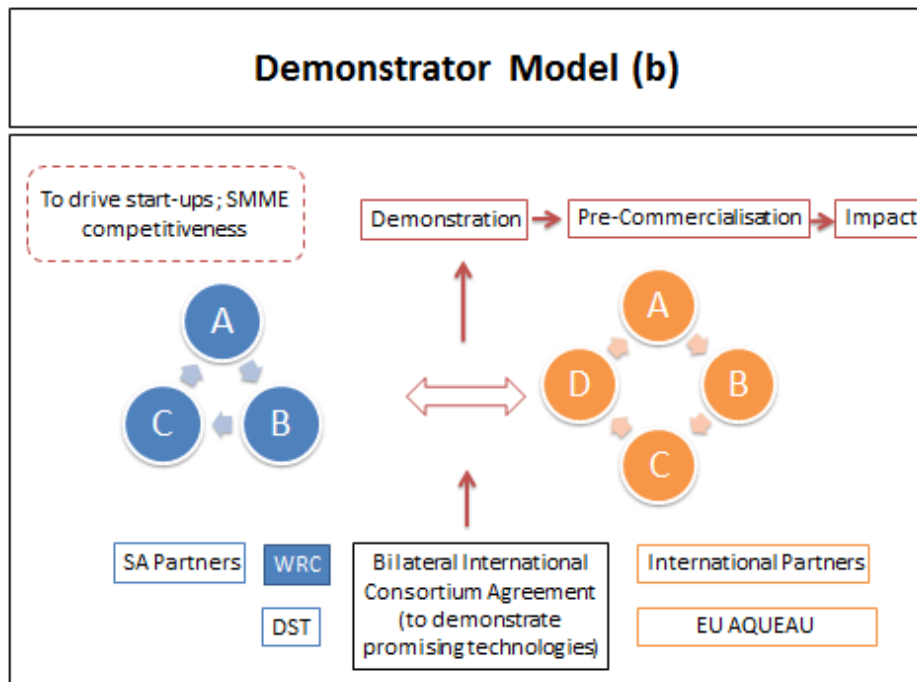 Demonstrator Model (b)
To drive start-ups; SMME
competitiveness
Demonstration
Pre-Commercialisation
Impact
A
B
C
A
B
C
D
SA Partners
WRC
DST
Bilateral International
Consortium Agreement
(to demonstrate
promising technologies)
International Partners
EU AQUEAU